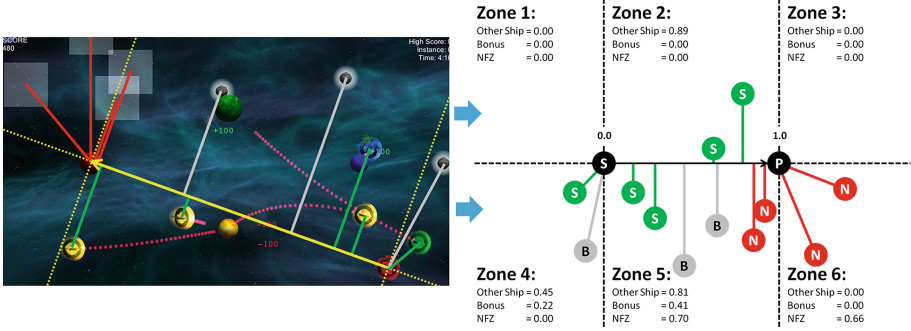 SCORE
480
High Score:
Instance:
Time: 4:1
+100
+100
-100
Zone 1:
Other Ship = 0.00
Bonus = 0.00
NFZ = 0.00
Zone 2:
Other Ship = 0.89
Bonus = 0.00
NFZ = 0.00
Zone 3:
Other Ship = 0.00
Bonus = 0.00
NFZ = 0.00
0.0
1.0
S
S
S
P
S
S
S
N
B
N
B
N
B
N
Zone 4:
Other Ship = 0.45
Bonus = 0.22
NFZ = 0.00
Zone 5:
Other Ship = 0.81
Bonus = 0.41
NFZ = 0.70
Zone 6:
Other Ship = 0.00
Bonus = 0.00
NFZ = 0.66